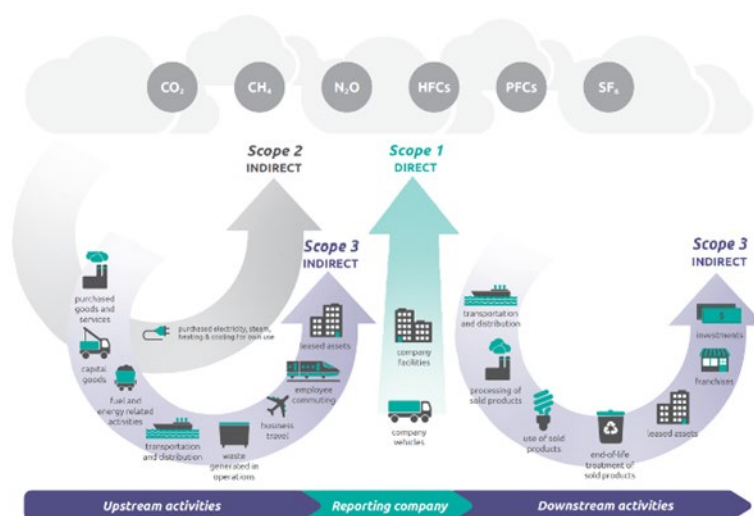 CO₂
CH₄
N₂O
HFCs
PFCs
SF₆
Scope 2
INDIRECT
Scope 1
DIRECT
Scope 3
INDIRECT
Scope 3
INDIRECT
purchased
goods and
services
capital
goods
fuel and
energy related
activities
transportation
and distribution
waste
generated in
operations
business
travel
employee
commuting
leased assets
purchased electricity, steam,
heating & cooling for own use
company
facilities
company
vehicles
transportation
and distribution
processing of
sold products
use of sold
products
end-of-life
treatment of
sold products
leased assets
franchises
investments
$
Upstream activities
Reporting company
Downstream activities